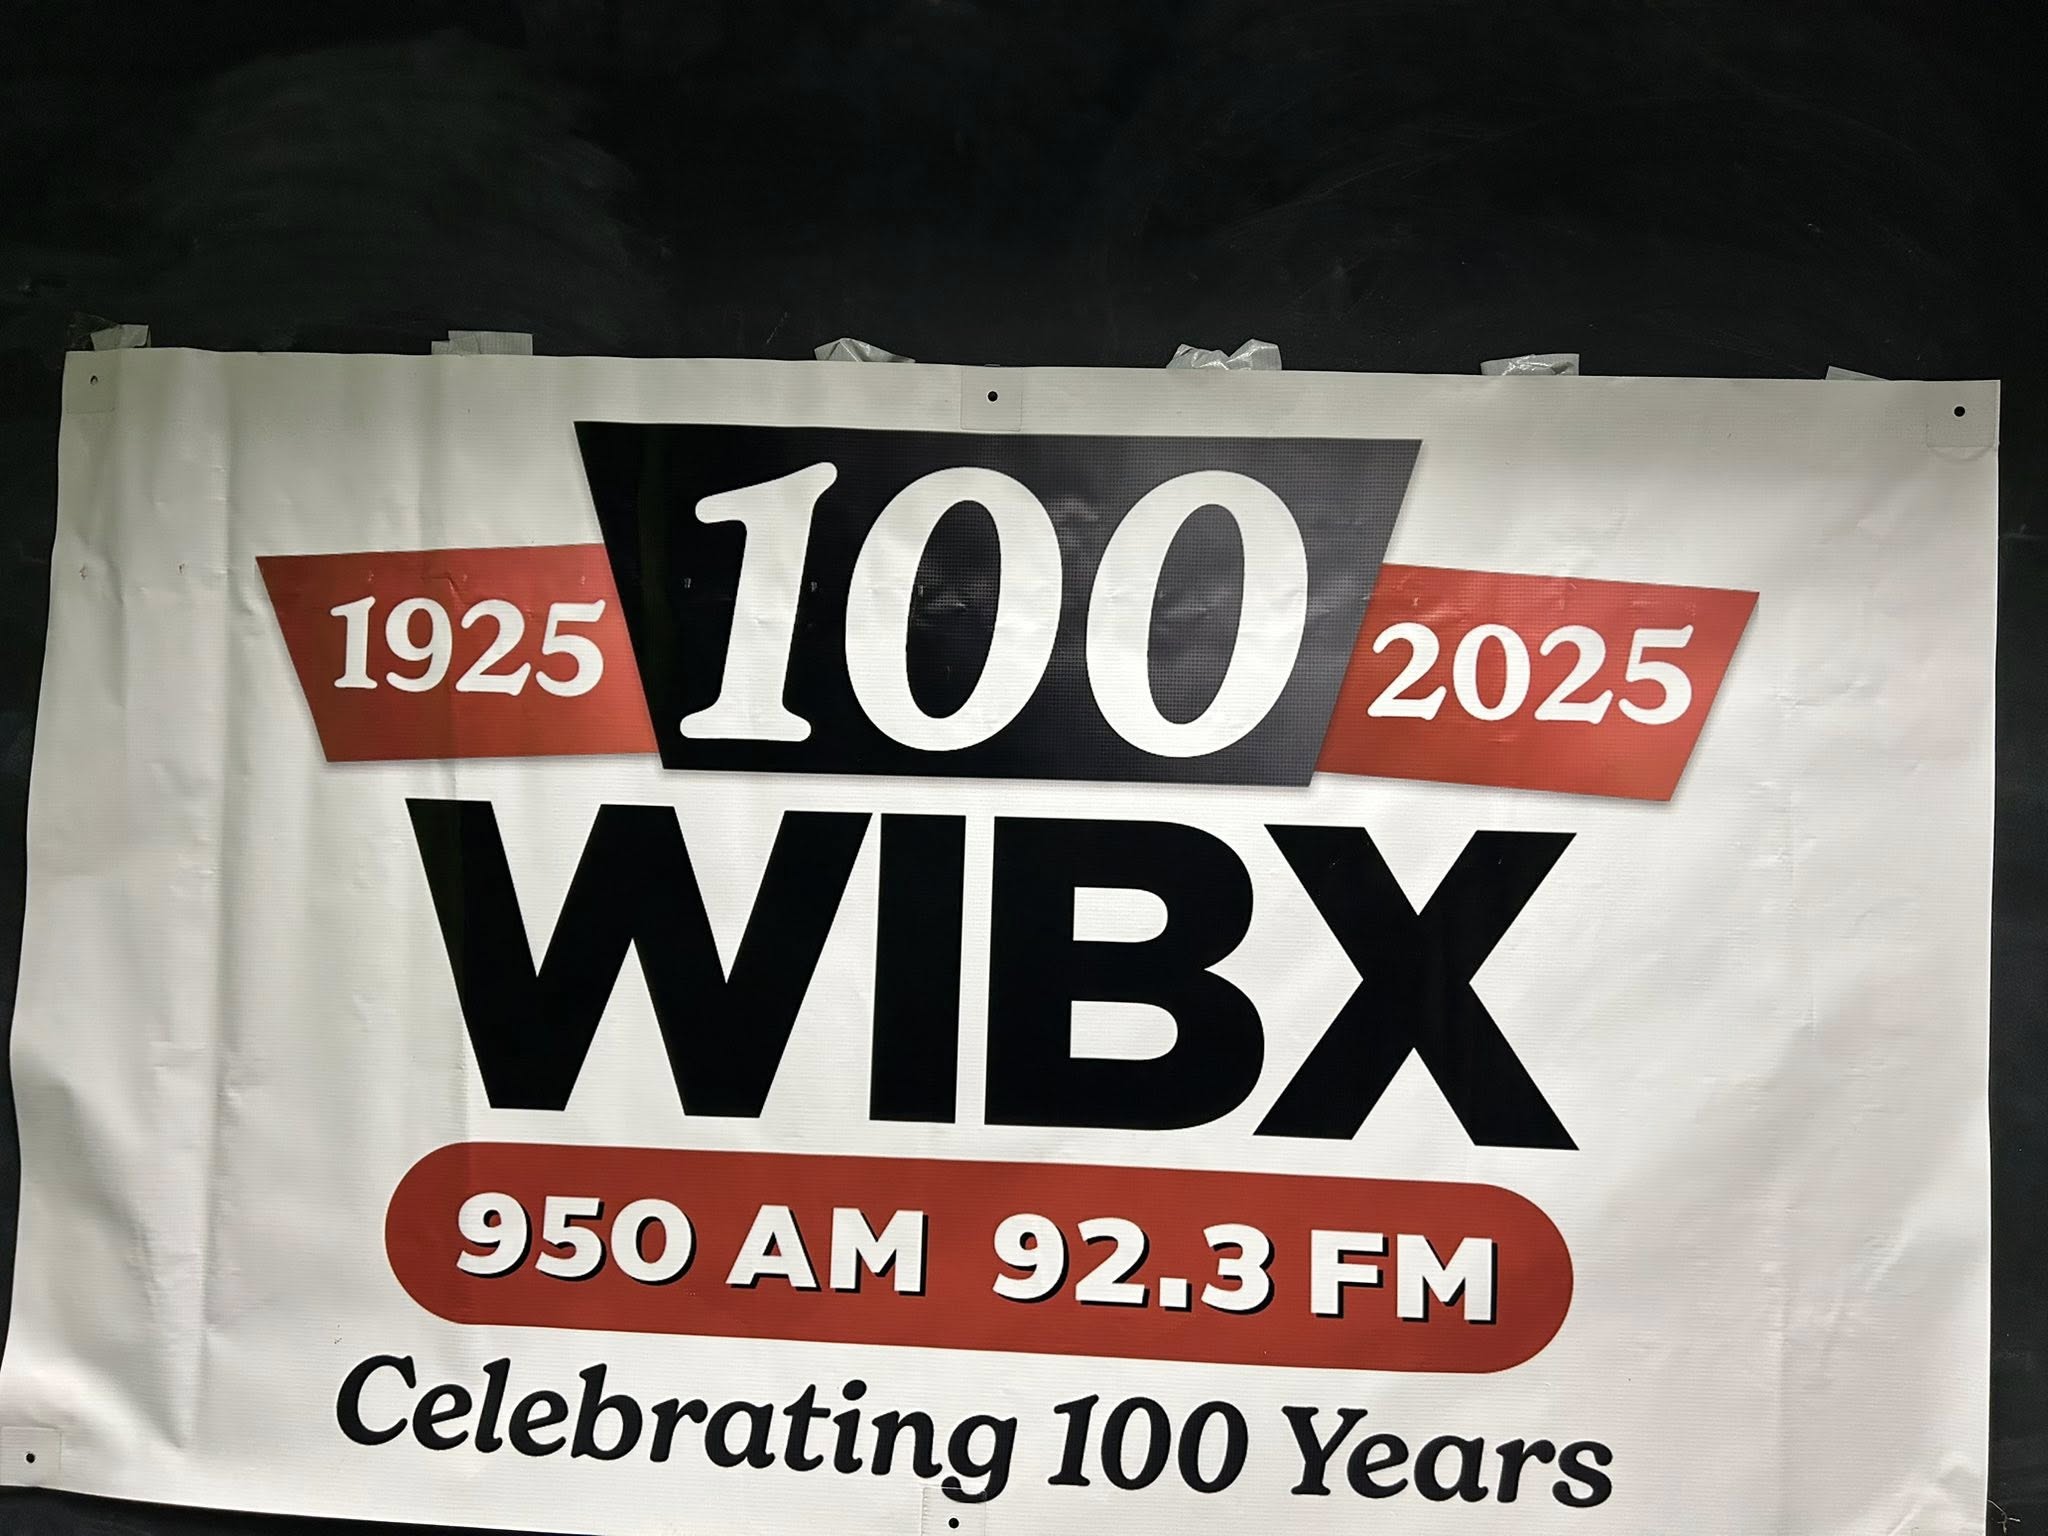 1925 100 2025
WIBX
950 AM 92.3 FM
Celebrating 100 Years